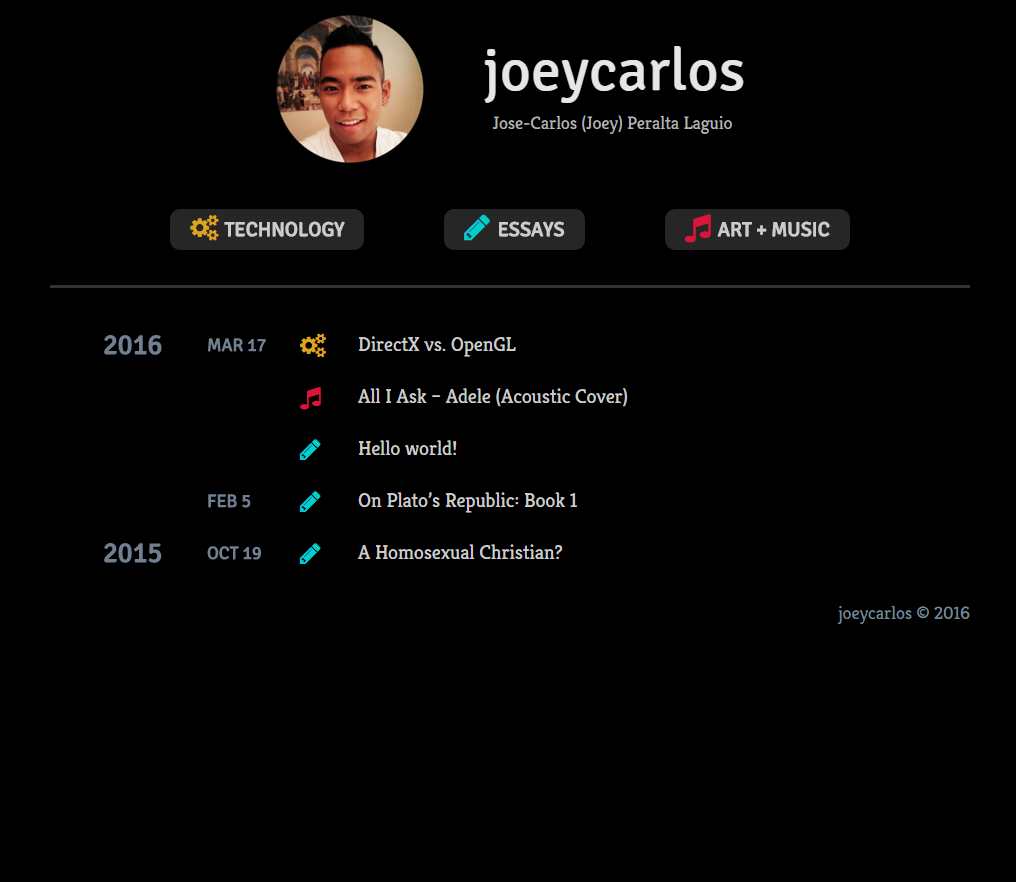 joeycarlos
Jose-Carlos (Joey) Peralta Laguio
TECHNOLOGY
ESSAYS
ART + MUSIC
2016 MAR 17 DirectX vs. OpenGL
All I Ask – Adele (Acoustic Cover)
Hello world!
FEB 5 On Plato’s Republic: Book 1
2015 OCT 19 A Homosexual Christian?
joeycarlos © 2016